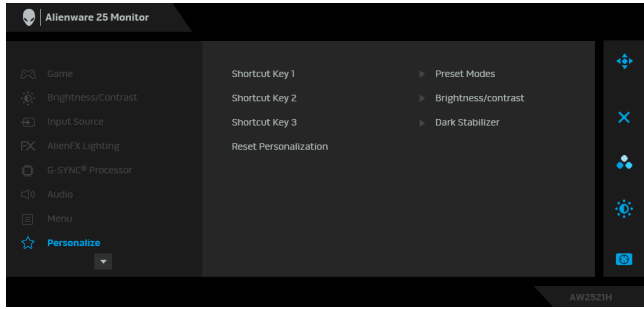 Alienware 25 Monitor
Game
Brightness/Contrast
Input Source
AlienFX Lighting
G-SYNC® Processor
Audio
Menu
Personalize
Shortcut Key 1 Preset Modes
Shortcut Key 2 Brightness/contrast
Shortcut Key 3 Dark Stabilizer
Reset Personalization
AW2521H